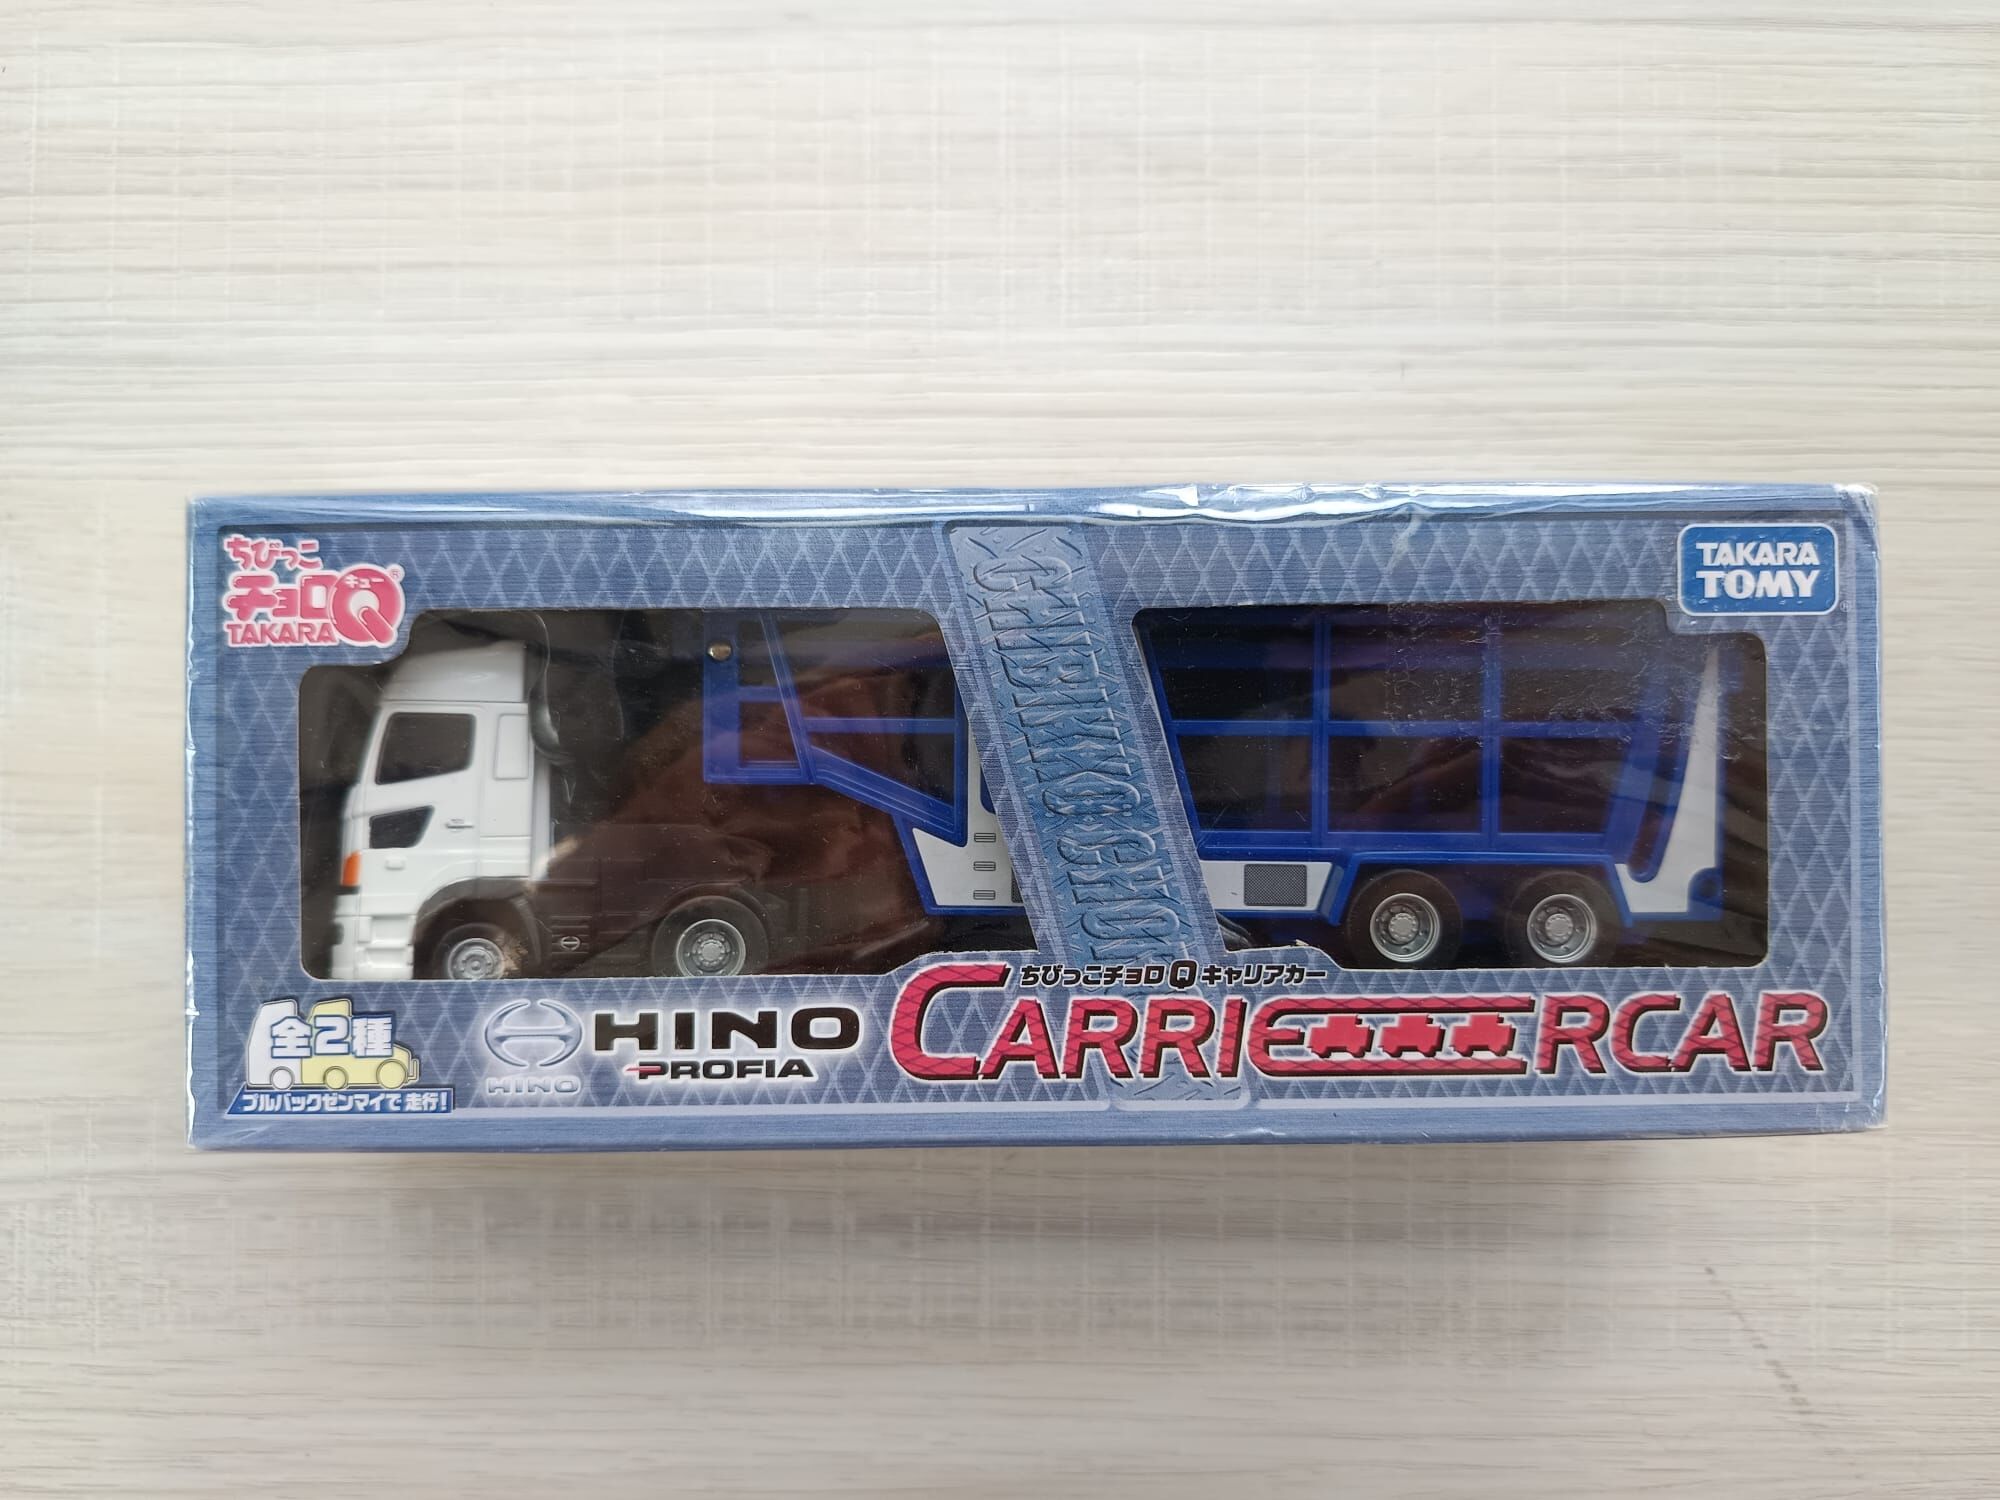 ちびっこ
チョロQ®
キュー
TAKARA
TAKARA
TOMY®
CHIBIKKO CHOROQ
全2種
プルバックゼンマイで走行!
HINO
HINO
PROFIA
ちびっこチョロQキャリアカー
CARRIERCAR